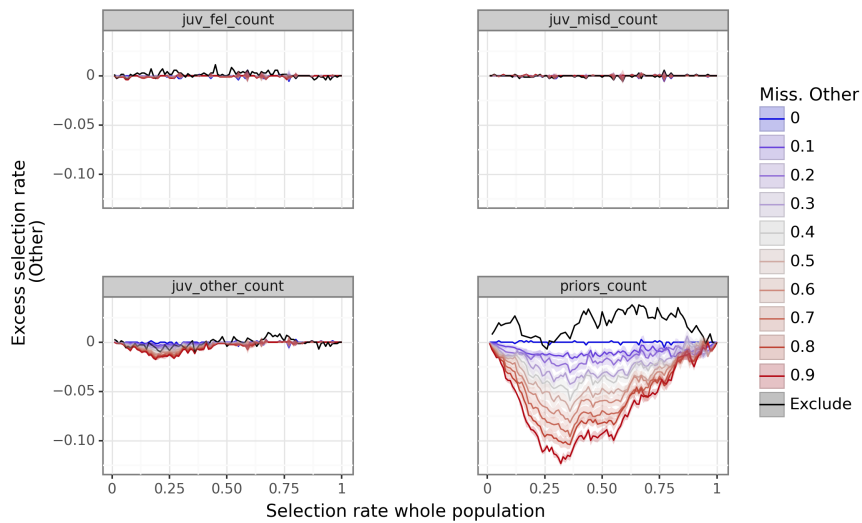 juv_fel_count
juv_misd_count
0
−0.05
−0.10
juv_other_count
priors_count
0
−0.05
−0.10
0
0.25
0.50
0.75
1
0
0.25
0.50
0.75
1
Selection rate whole population
Excess selection rate
(Other)
Miss. Other
0
0.1
0.2
0.3
0.4
0.5
0.6
0.7
0.8
0.9
Exclude